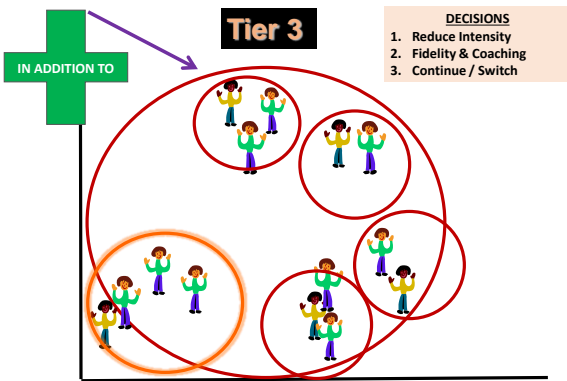 Tier 3
IN ADDITION TO
DECISIONS
1. Reduce Intensity
2. Fidelity & Coaching
3. Continue / Switch